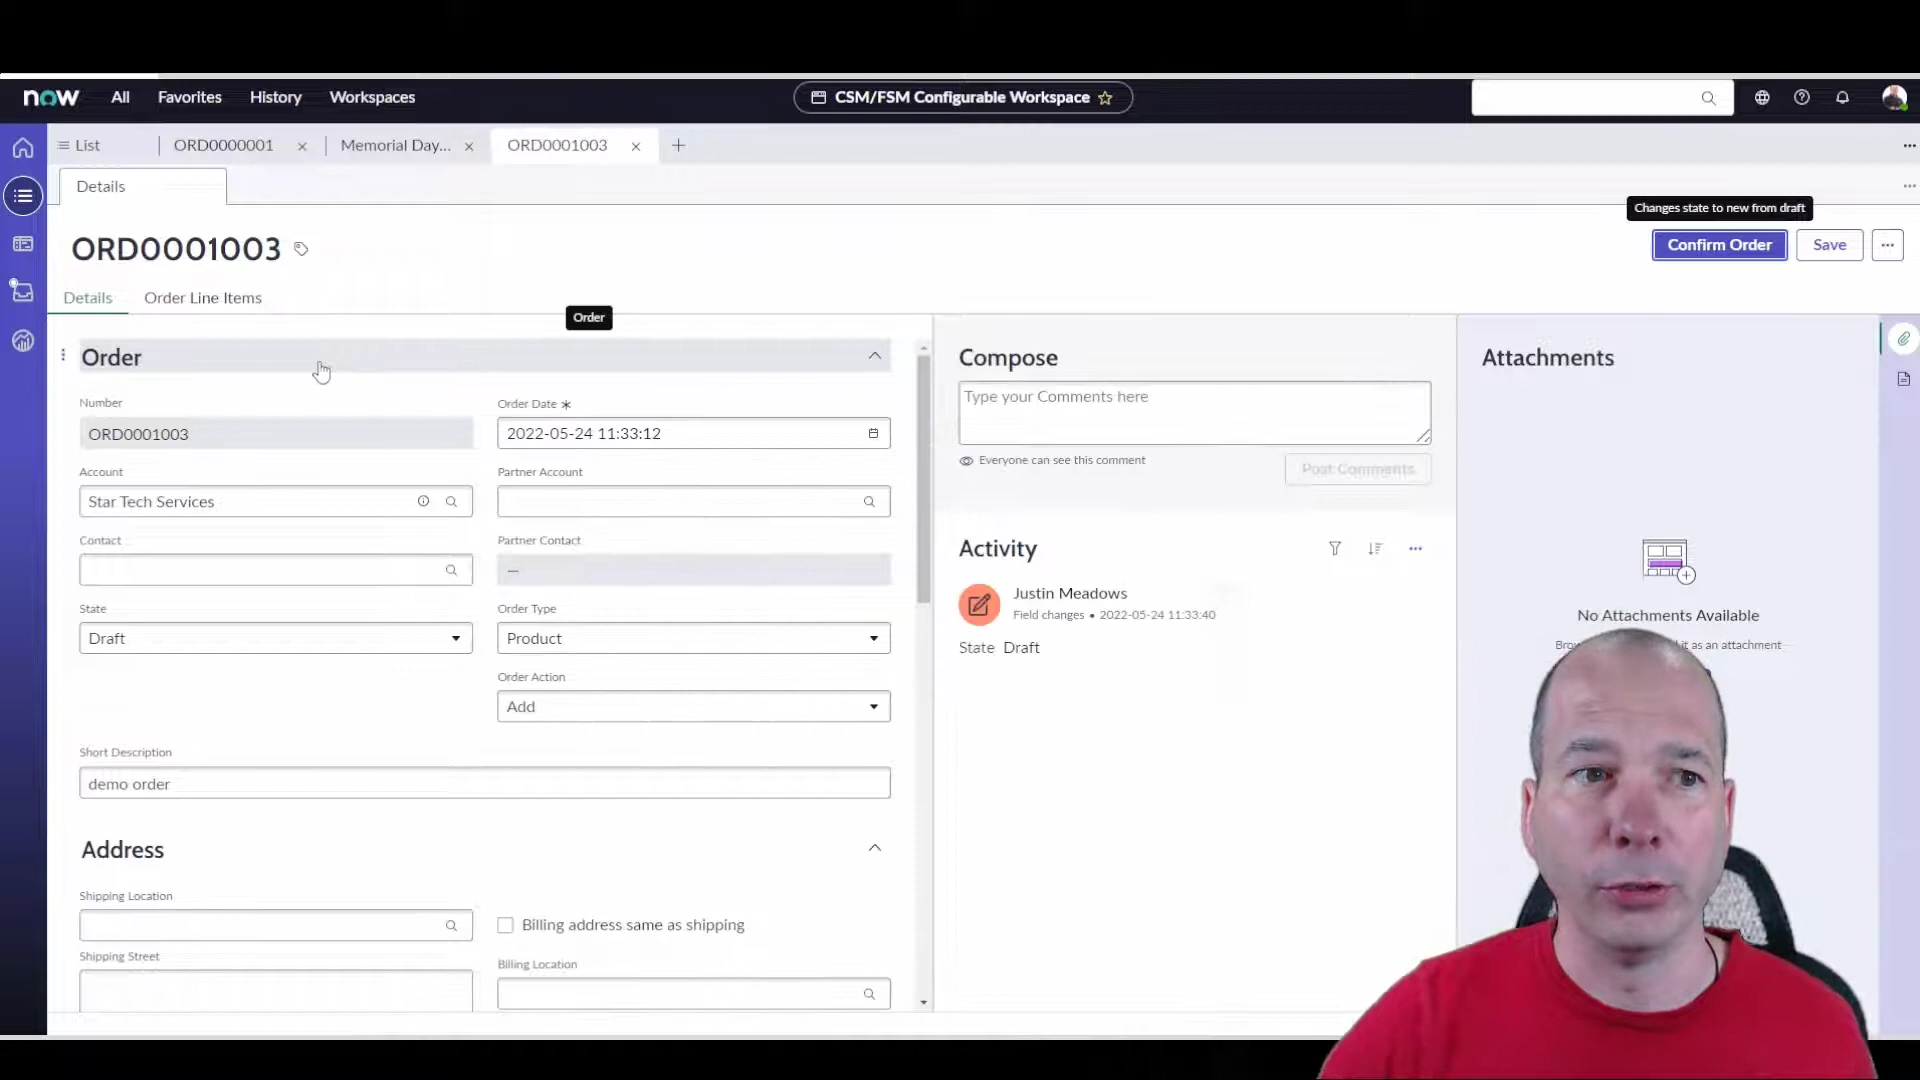 now All Favorites History Workspaces CSM/FSM Configurable Workspace
List ORD0000001 Memorial Day... ORD0001003
Details
Changes state to new from draft
ORD0001003 Confirm Order Save
Details Order Line Items
Order
Order Compose Attachments
Number Order Date *
Type your Comments here
ORD0001003 2022-05-24 11:33:12
Everyone can see this comment Post Comments
Account Partner Account
Star Tech Services
Contact Partner Contact
—
Activity
Justin Meadows
Field changes • 2022-05-24 11:33:40
State Order Type
Draft Product
State Draft
No Attachments Available
it as an attachment
Order Action
Add
Short Description
demo order
Address
Shipping Location
Billing address same as shipping
Shipping Street
Billing Location